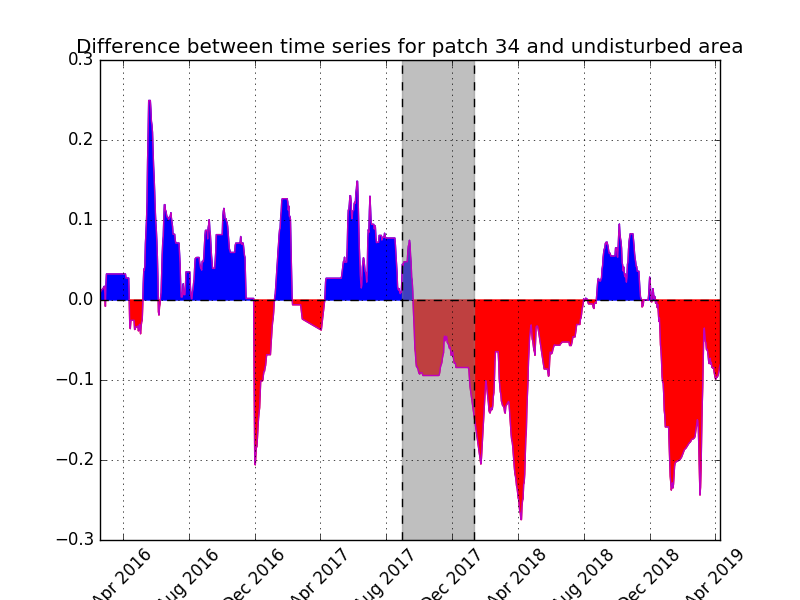 Difference between time series for patch 34 and undisturbed area
0.3
0.2
0.1
0.0
−0.1
−0.2
−0.3
Apr 2016
Aug 2016
Dec 2016
Apr 2017
Aug 2017
Dec 2017
Apr 2018
Aug 2018
Dec 2018
Apr 2019